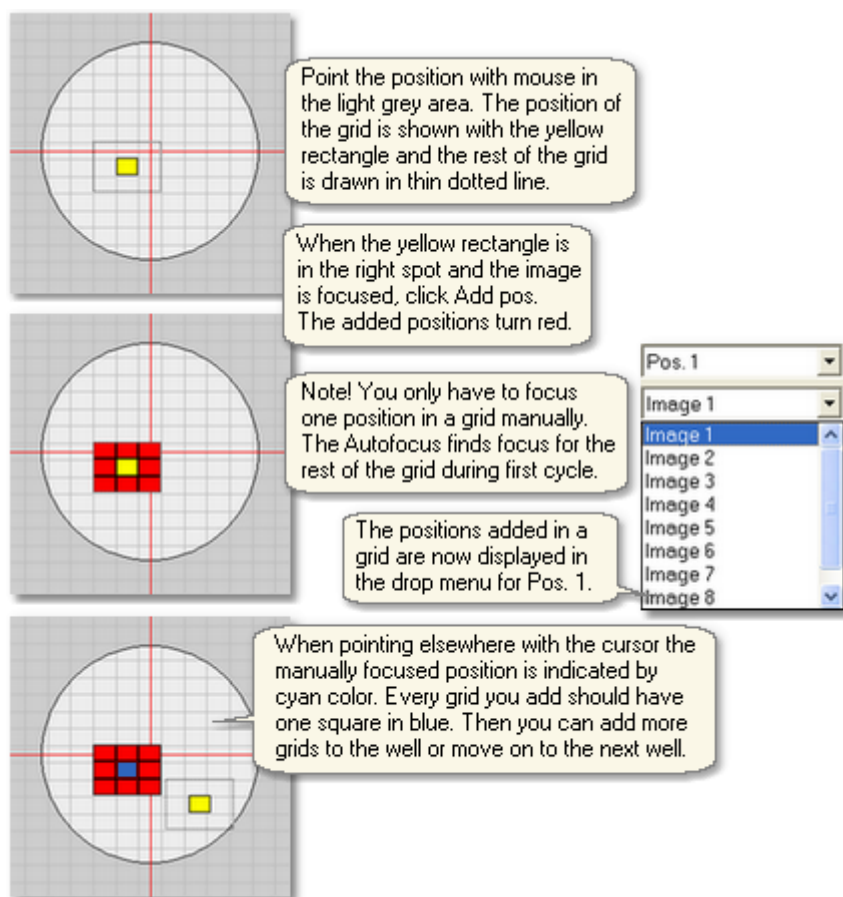 Point the position with mouse in
the light grey area. The position of
the grid is shown with the yellow
rectangle and the rest of the grid
is drawn in thin dotted line.
When the yellow rectangle is
in the right spot and the image
is focused, click Add pos.
The added positions turn red.
Note! You only have to focus
one position in a grid manually.
The Autofocus finds focus for the
rest of the grid during first cycle.
Pos. 1
Image 1
Image 1
Image 2
Image 3
Image 4
Image 5
Image 6
Image 7
Image 8
The positions added in a
grid are now displayed in
the drop menu for Pos. 1.
When pointing elsewhere with the cursor the
manually focused position is indicated by
cyan color. Every grid you add should have
one square in blue. Then you can add more
grids to the well or move on to the next well.